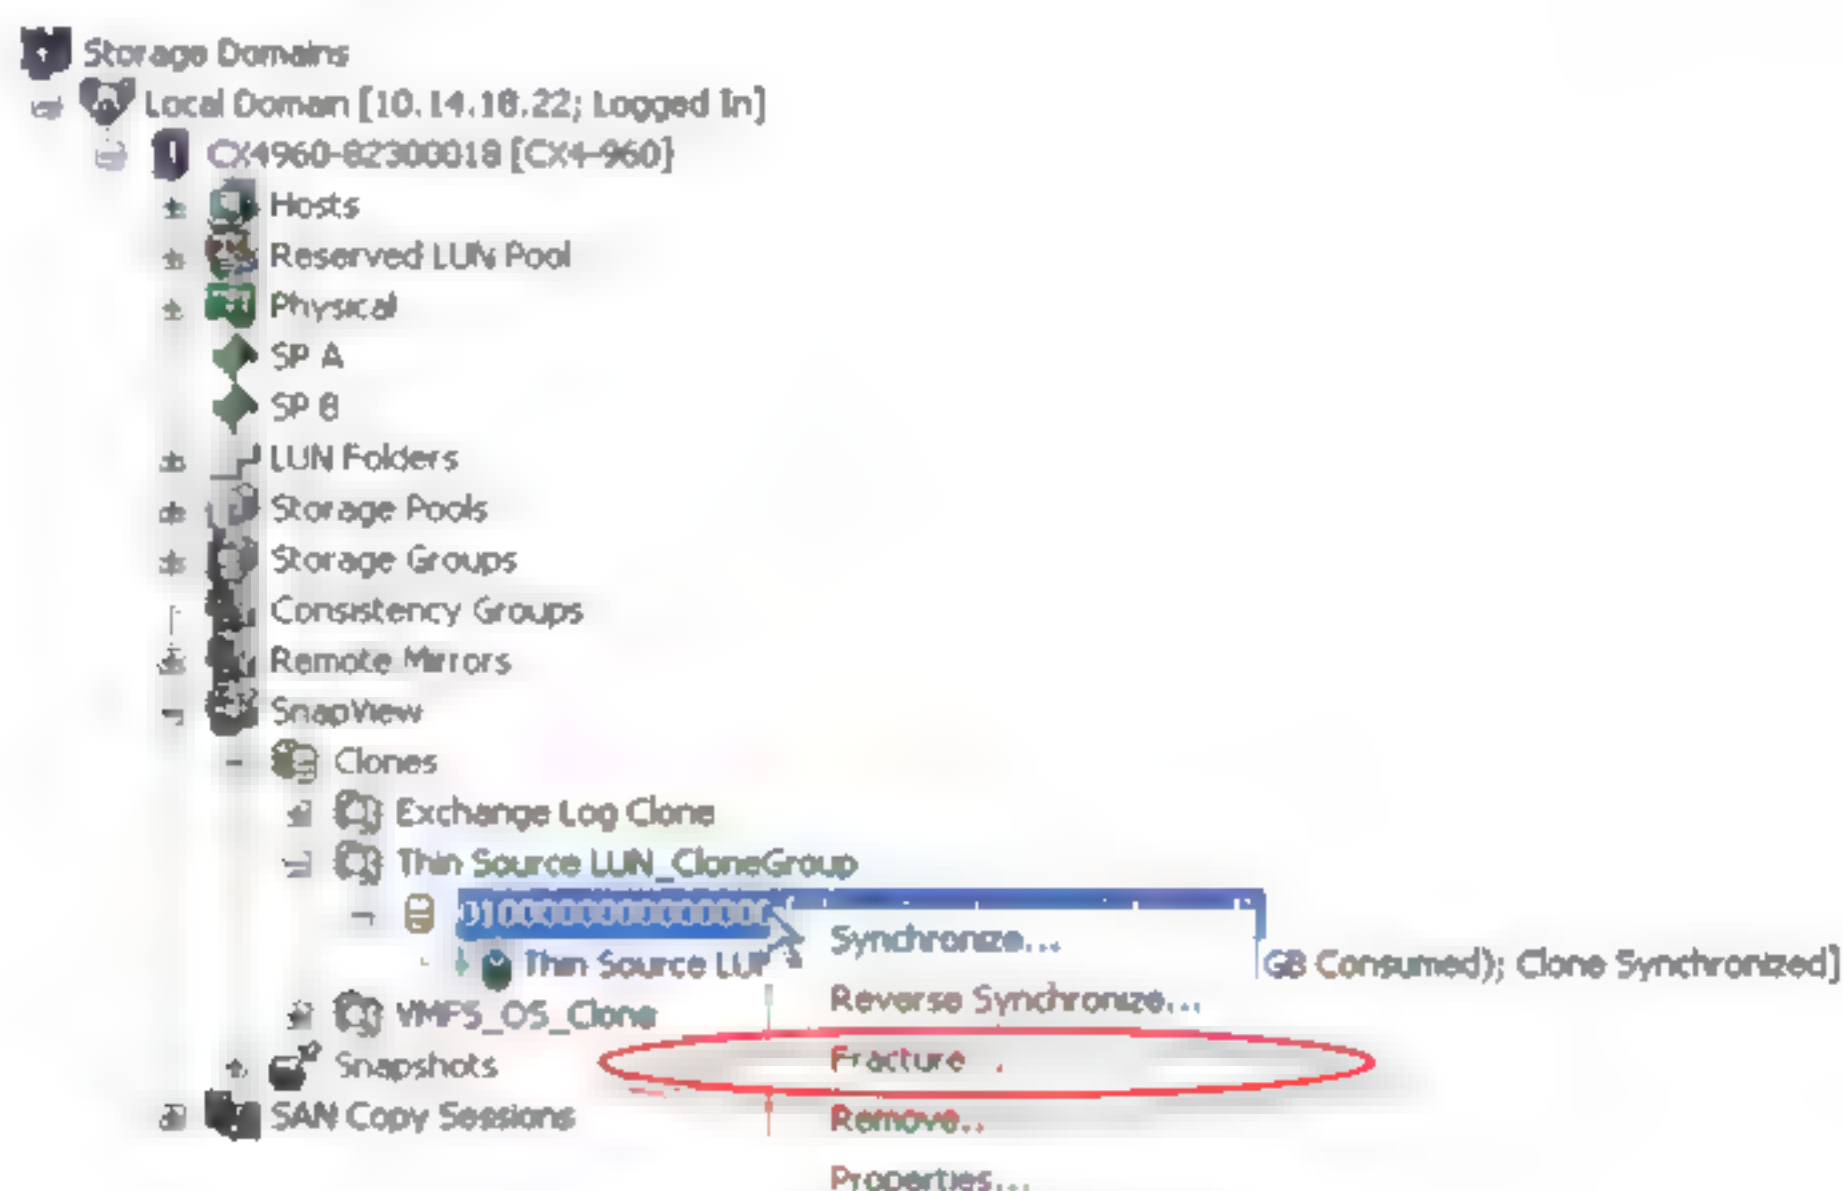 Storage Domains
Local Domain [10.14.18.22; Logged In]
CX4960-82300018 [CX4-960]
Hosts
Reserved LUN Pool
Physical
SP A
SP B
LUN Folders
Storage Pools
Storage Groups
Consistency Groups
Remote Mirrors
SnapView
Clones
Exchange Log Clone
Thin Source LUN_CloneGroup
Synchronize...
Thin Source GB Consumed); Clone Synchronized]
Reverse Synchronize...
VMFS_OS_Clone
Fracture
Snapshots
Remove...
SAN Copy Sessions
Properties...